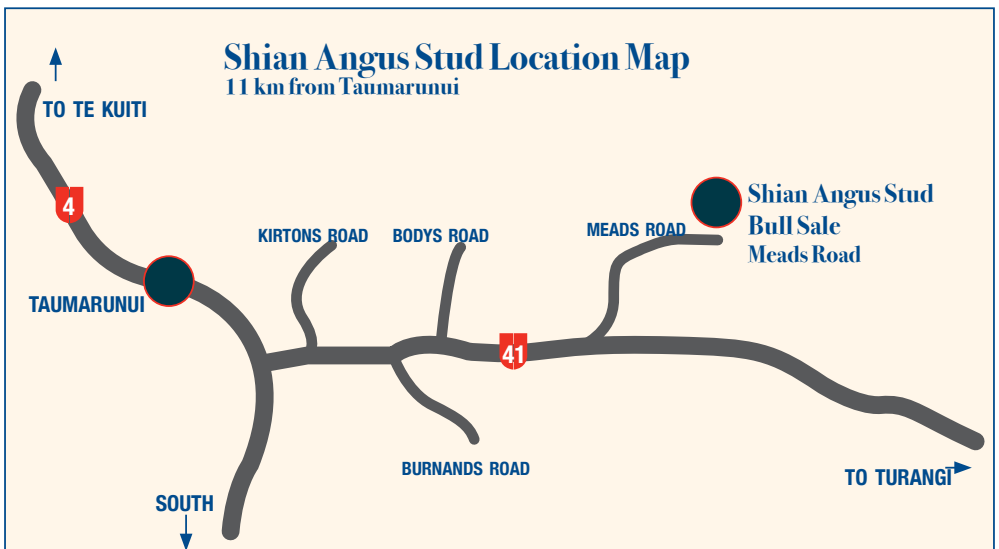 Shian Angus Stud Location Map
11 km from Taumarunui
TO TE KUITI
4
Shian Angus Stud
Bull Sale
Meads Road
KIRTONS ROAD
BODYS ROAD
MEADS ROAD
TAUMARUNUI
41
BURNANDS ROAD
TO TURANGI
SOUTH